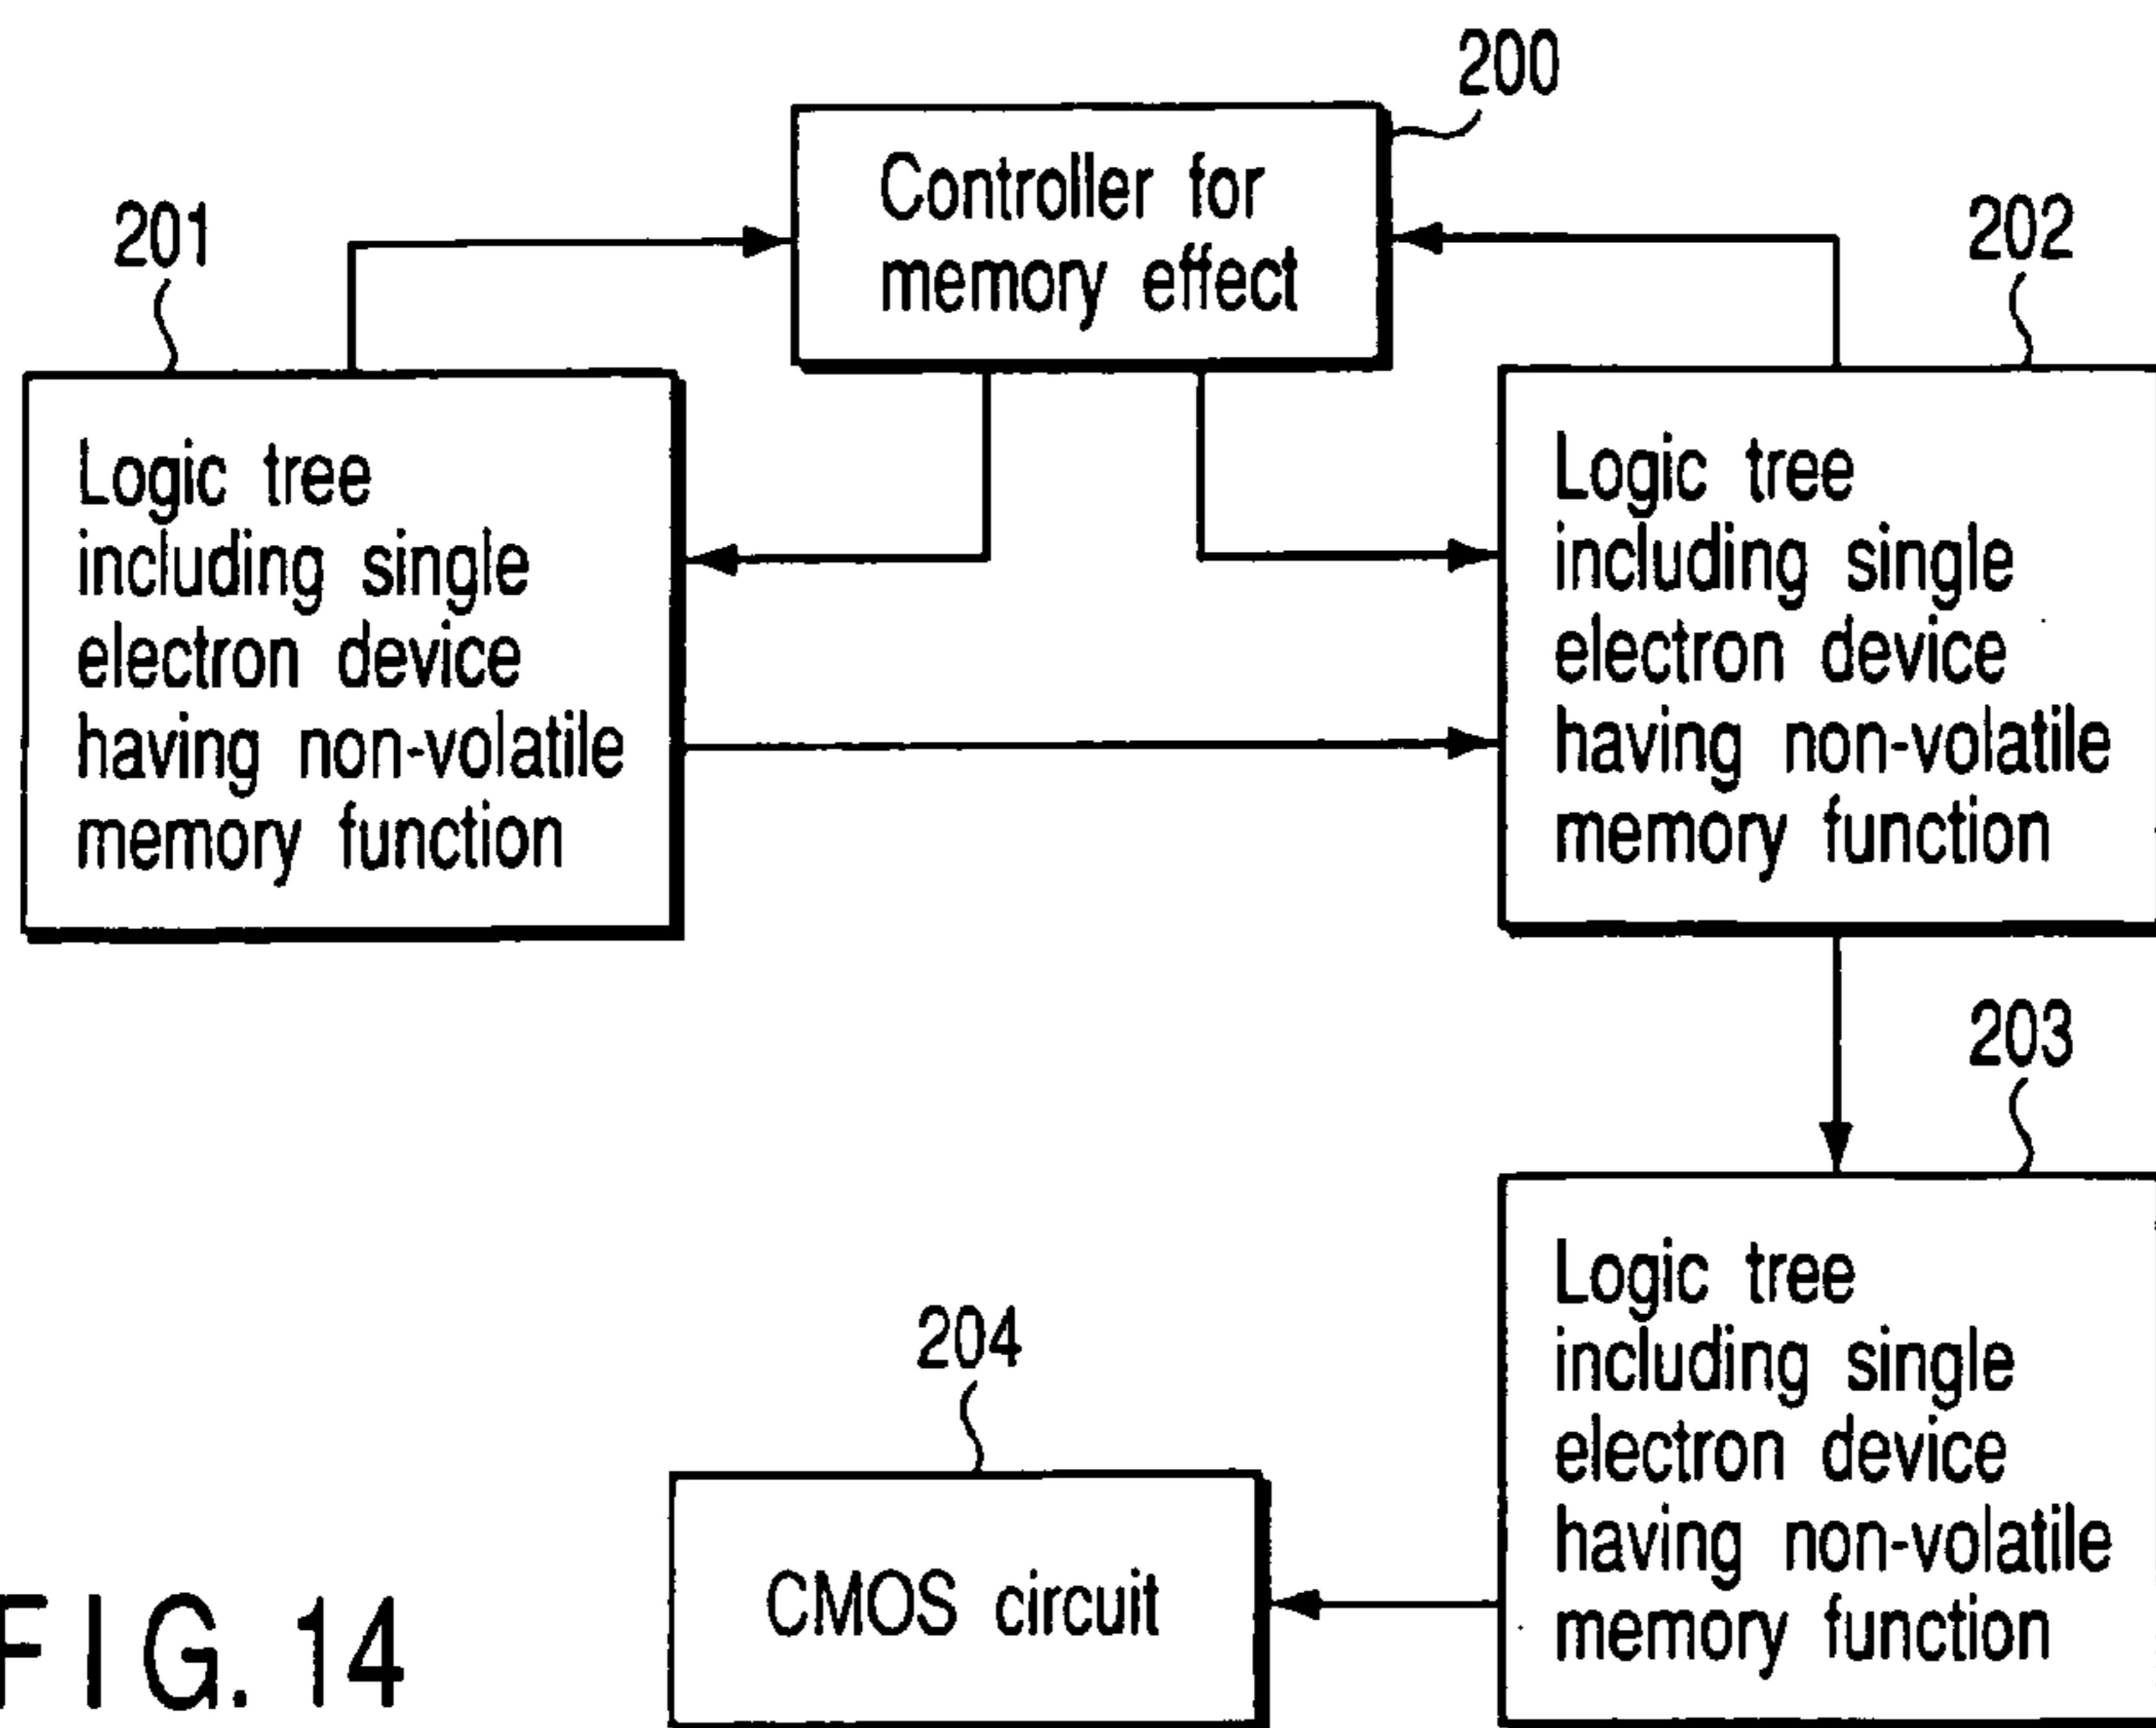 200
Controller for
memory effect
201
202
Logic tree
including single
electron device
having non-volatile
memory function
Logic tree
including single
electron device
having non-volatile
memory function
203
Logic tree
including single
electron device
having non-volatile
memory function
204
CMOS circuit
FIG. 14